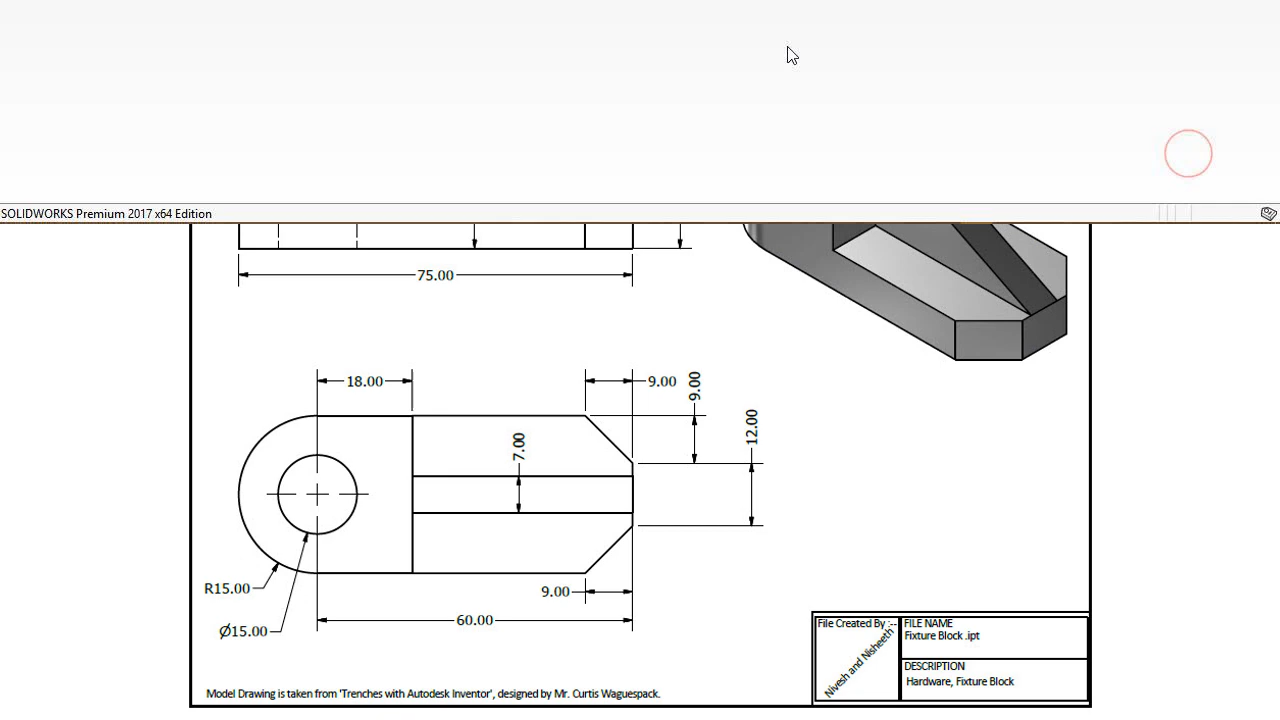 SOLIDWORKS Premium 2017 x64 Edition
75.00
18.00
9.00
9.00
12.00
7.00
R15.00
Ø15.00
9.00
60.00
File Created By :--
Nivesh and Nisheeth
FILE NAME
Fixture Block .ipt
DESCRIPTION
Hardware, Fixture Block
Model Drawing is taken from 'Trenches with Autodesk Inventor', designed by Mr. Curtis Waguespack.